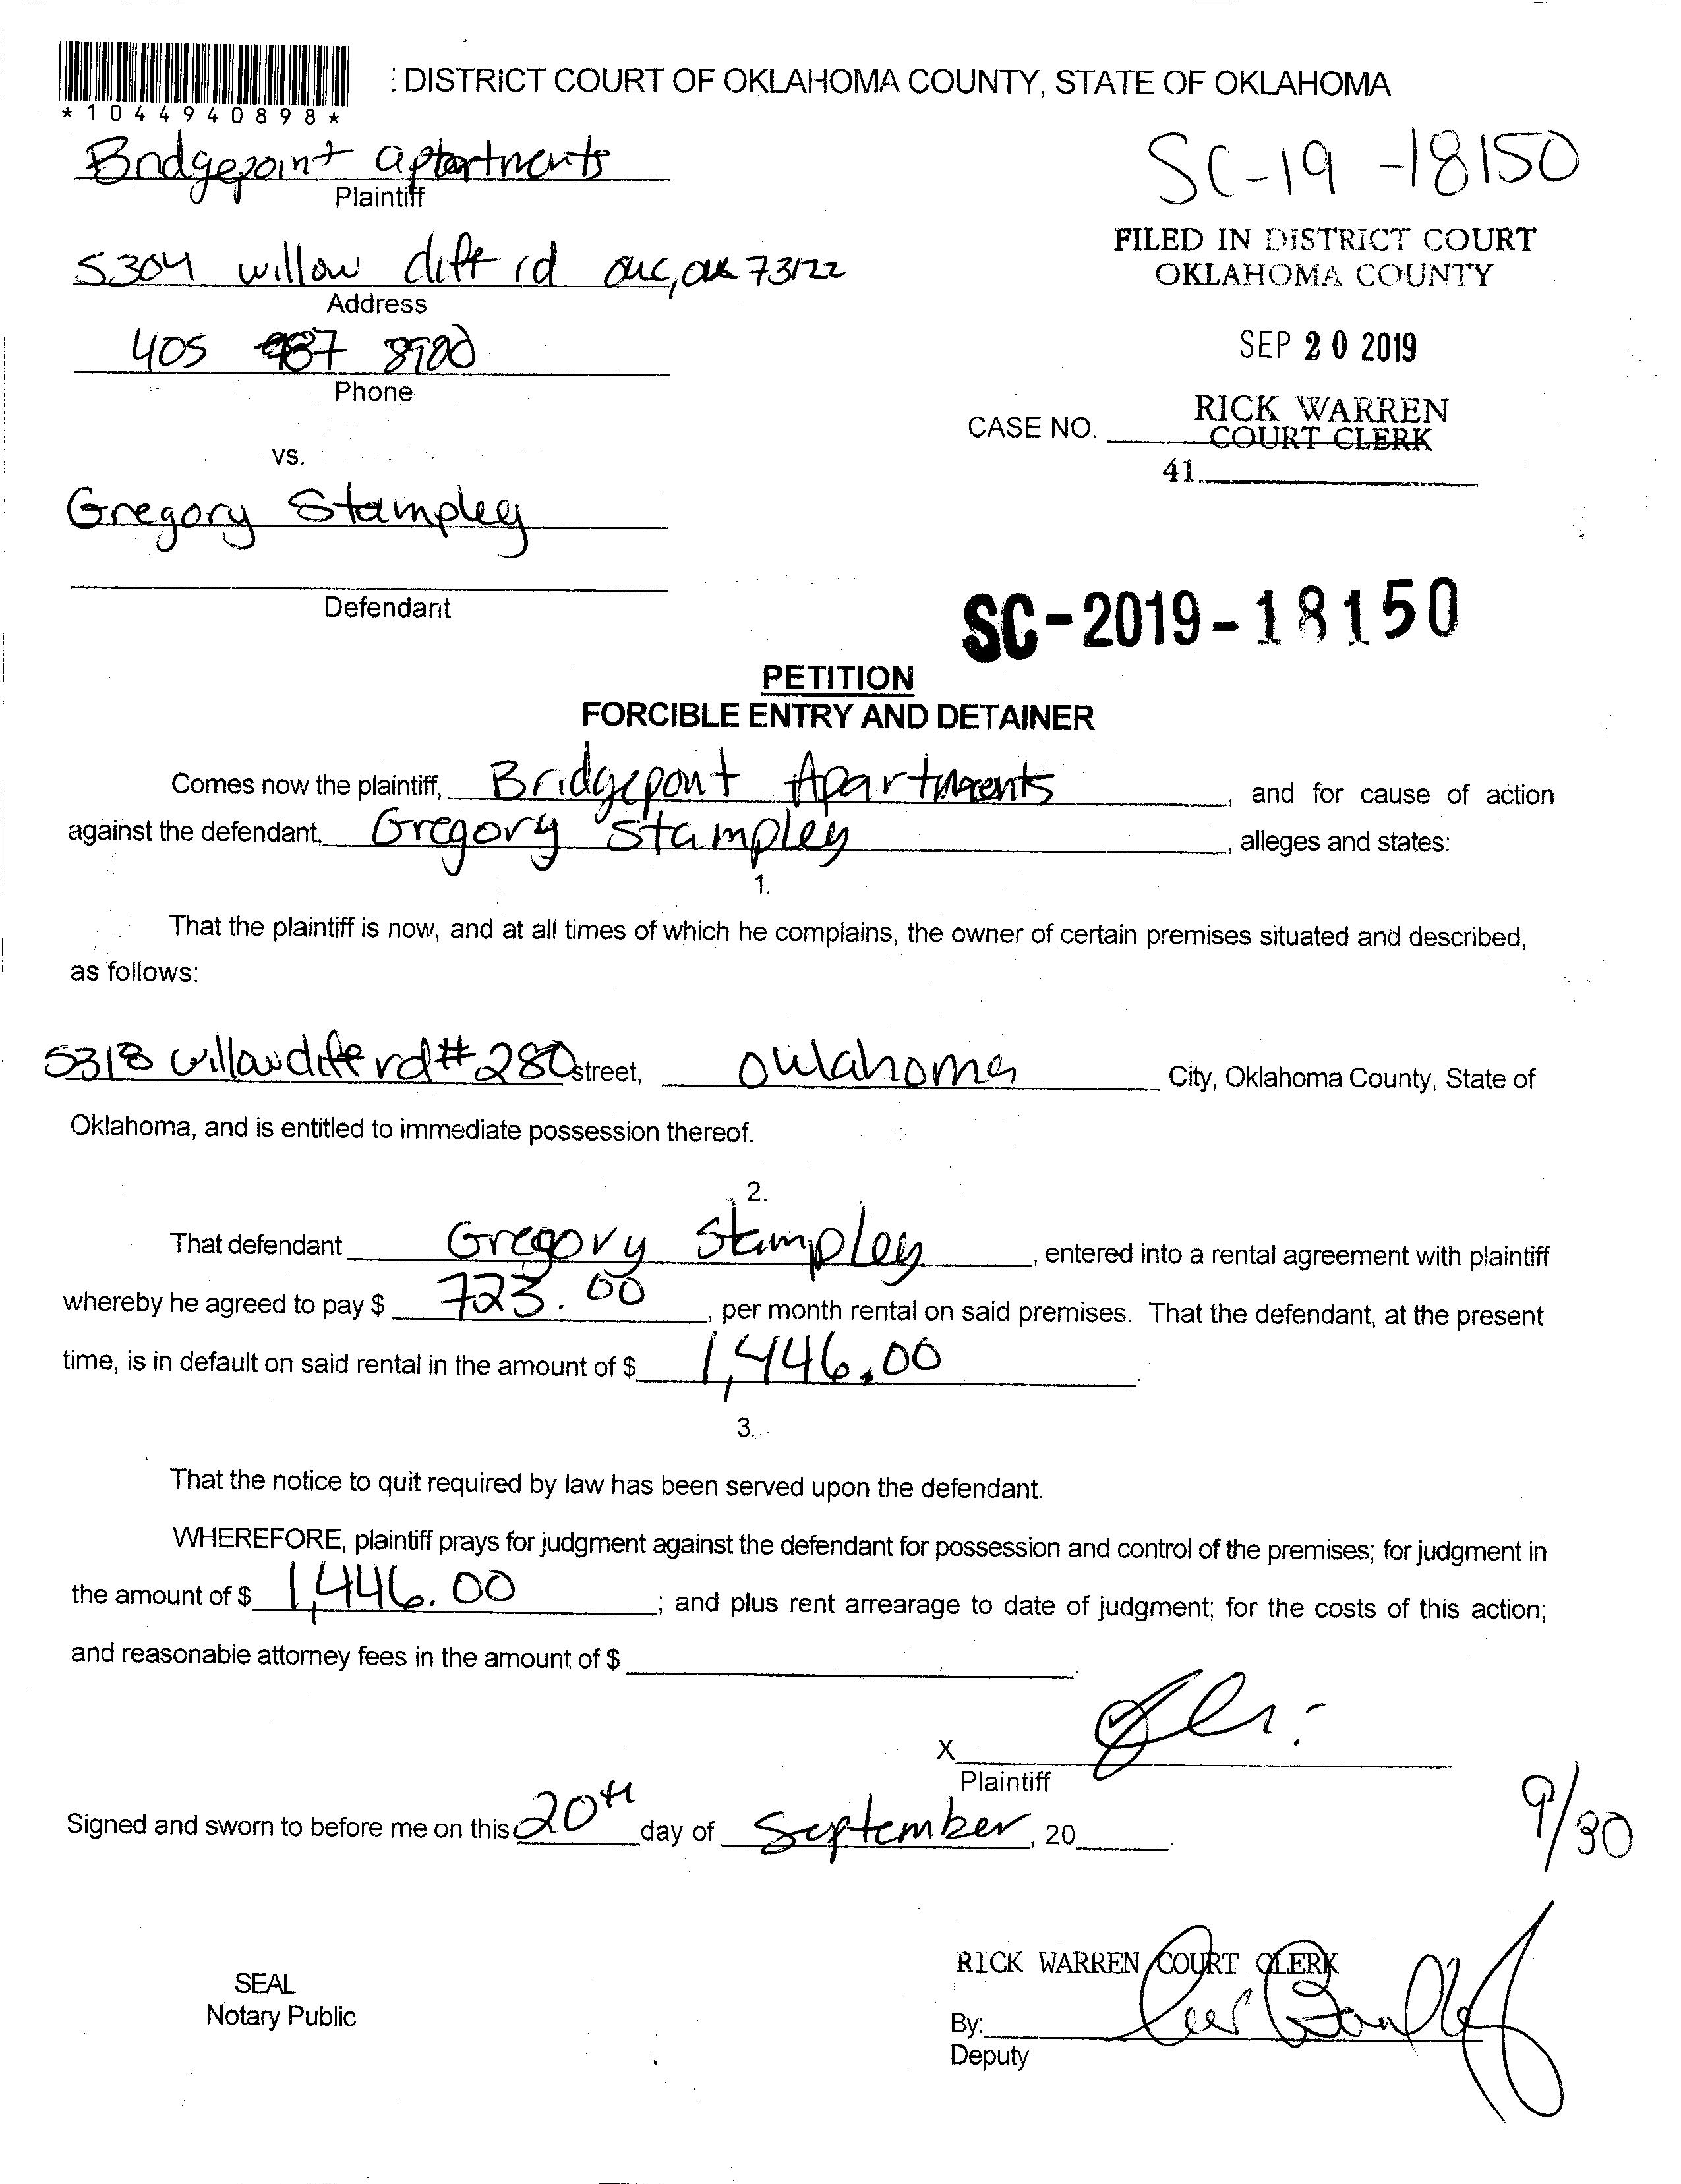 : DISTRICT COURT OF OKLAHOMA COUNTY, STATE OF OKLAHOMA
*1044940898*
Bridgepoint apartments
Plaintiff
SC-19-18150
FILED IN DISTRICT COURT
OKLAHOMA COUNTY
5304 willow cliff rd OKC, OK 73122
Address
SEP 20 2019
405 987 8900
Phone
RICK WARREN
CASE NO. COURT CLERK
41
vs.
Gregory Stampley
Defendant
SC-2019-18150
PETITION
FORCIBLE ENTRY AND DETAINER
Comes now the plaintiff, Bridgepont Apartments, and for cause of action
against the defendant, Gregory Stampley, alleges and states:
1.
That the plaintiff is now, and at all times of which he complains, the owner of certain premises situated and described,
as follows:
5318 willow cliff rd # 280 street, Oklahoma City, Oklahoma County, State of
Oklahoma, and is entitled to immediate possession thereof.
2.
That defendant Gregory Stampley, entered into a rental agreement with plaintiff
whereby he agreed to pay $ 723.00, per month rental on said premises. That the defendant, at the present
time, is in default on said rental in the amount of $ 1,446.00.
3.
That the notice to quit required by law has been served upon the defendant.
WHEREFORE, plaintiff prays for judgment against the defendant for possession and control of the premises; for judgment in
the amount of $ 1,446.00; and plus rent arrearage to date of judgment; for the costs of this action;
and reasonable attorney fees in the amount of $ .
X
Plaintiff
Signed and sworn to before me on this 20th day of September, 20 .
9/30
RICK WARREN COURT CLERK
SEAL
Notary Public
By:
Deputy